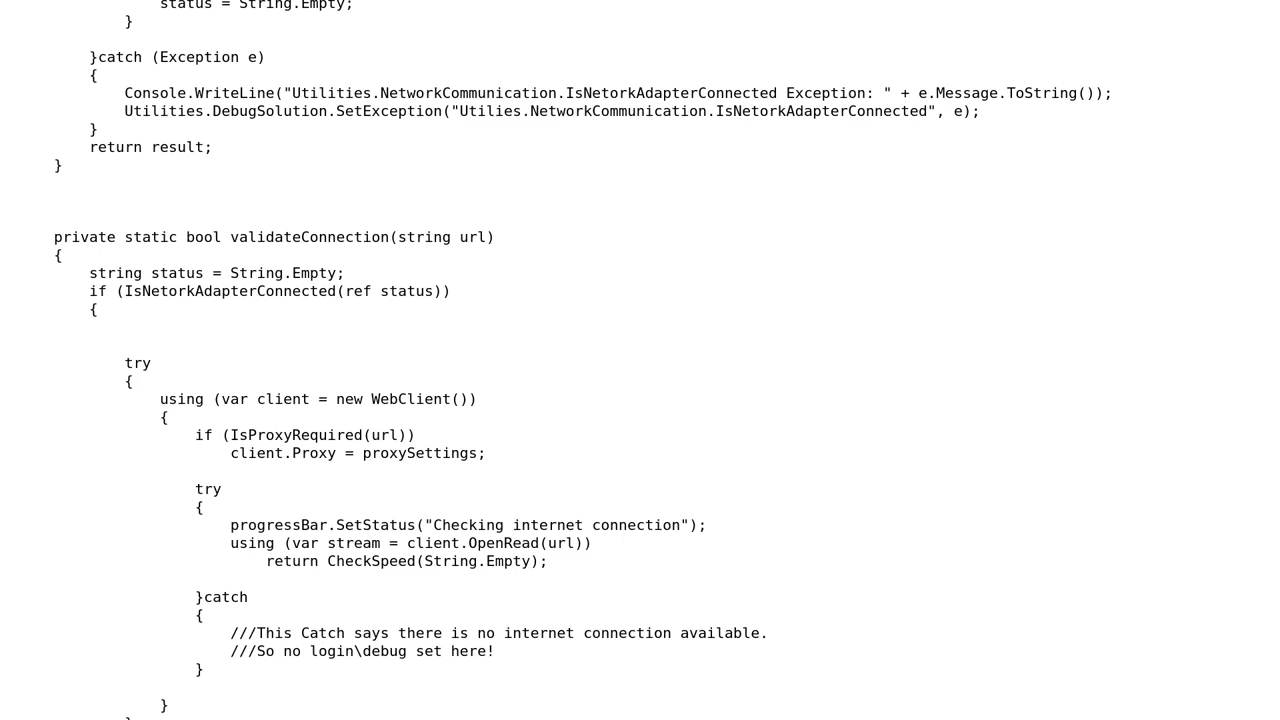 status = String.Empty;
}
}catch (Exception e)
{
Console.WriteLine("Utilities.NetworkCommunication.IsNetorkAdapterConnected Exception: " + e.Message.ToString());
Utilities.DebugSolution.SetException("Utilies.NetworkCommunication.IsNetorkAdapterConnected", e);
}
return result;
}
private static bool validateConnection(string url)
{
string status = String.Empty;
if (IsNetorkAdapterConnected(ref status))
{
try
{
using (var client = new WebClient())
{
if (IsProxyRequired(url))
client.Proxy = proxySettings;
try
{
progressBar.SetStatus("Checking internet connection");
using (var stream = client.OpenRead(url))
return CheckSpeed(String.Empty);
}catch
{
///This Catch says there is no internet connection available.
///So no login\debug set here!
}
}
}